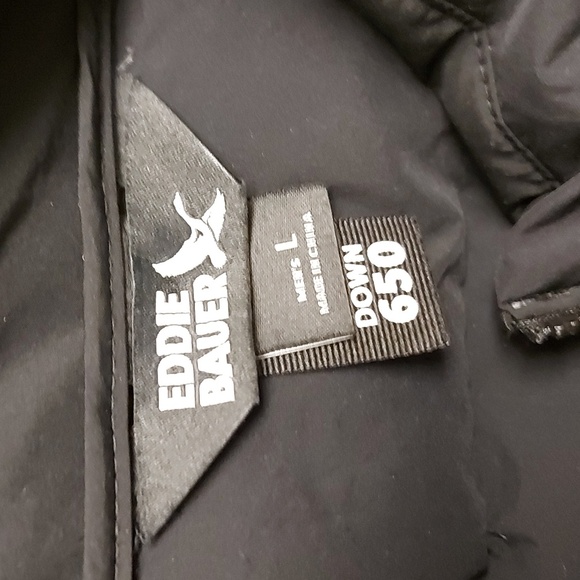 EDDIE
BAUER
MEN'S L
MADE IN CHINA
DOWN
650